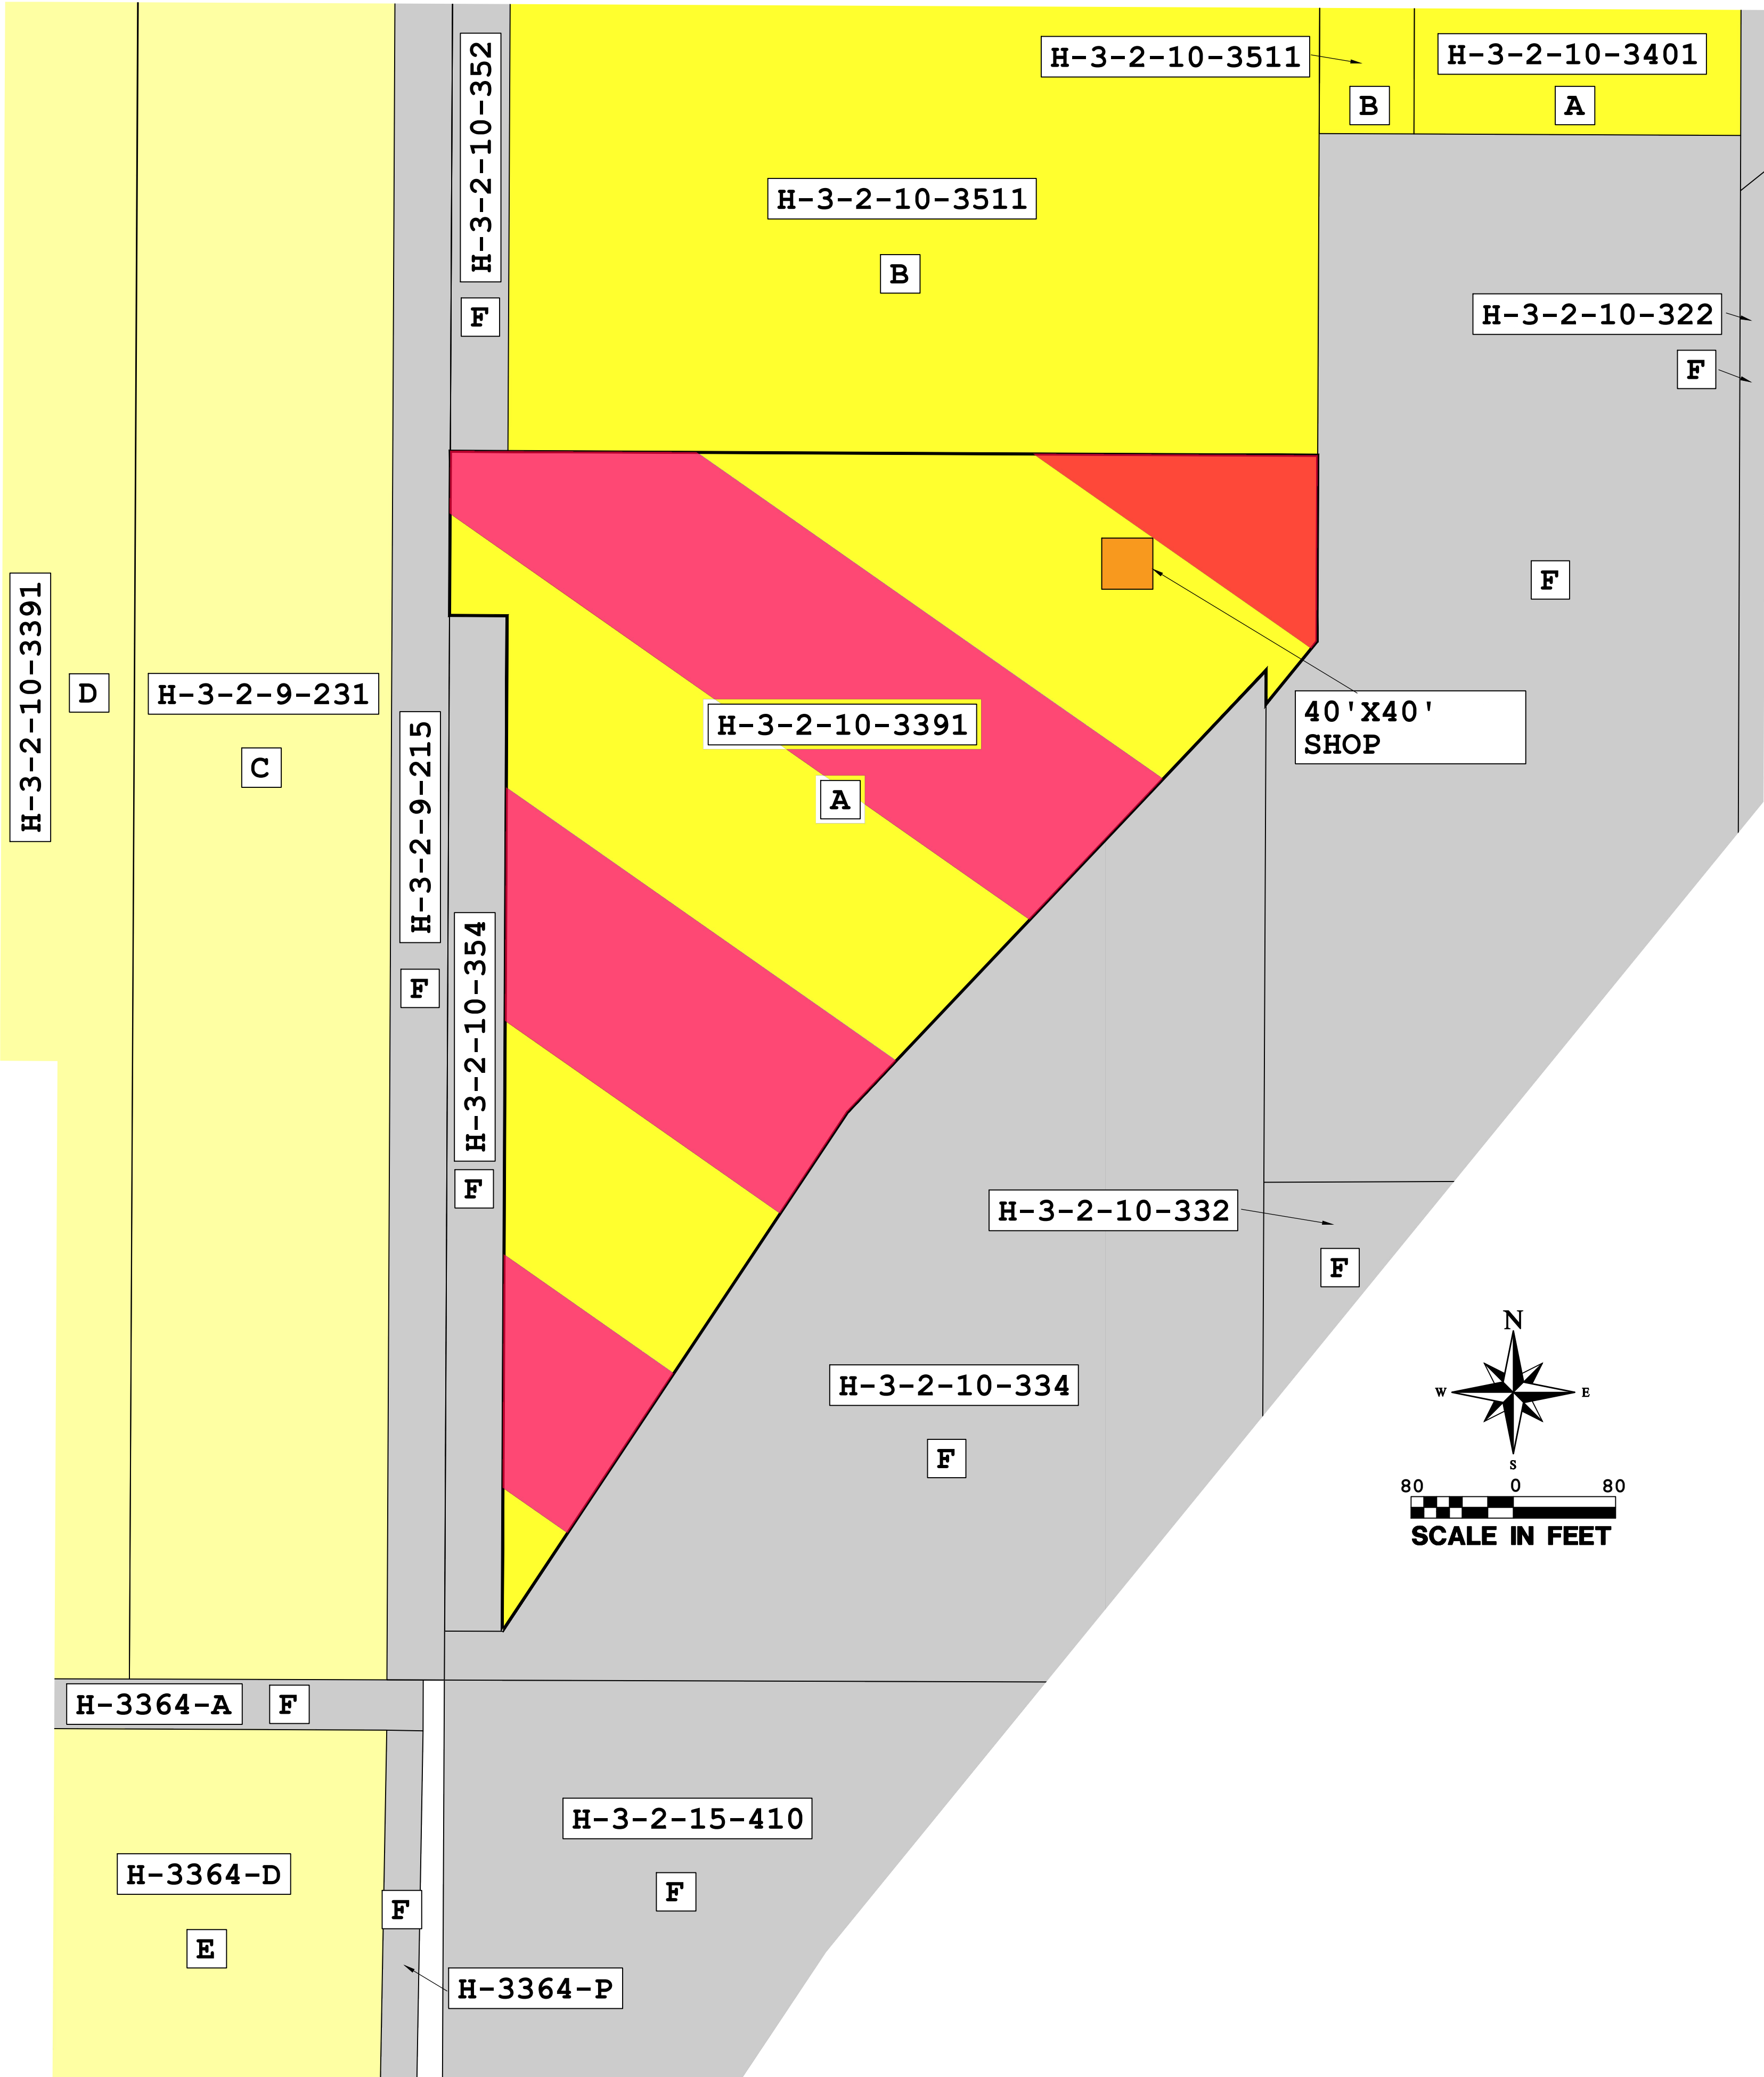 H-3-2-10-352
F
H-3-2-10-3511
B
H-3-2-10-3401
A
H-3-2-10-3511
B
H-3-2-10-322
F
F
H-3-2-10-3391
D
H-3-2-9-231
C
H-3-2-9-215
F
H-3-2-10-3391
A
40'X40'
SHOP
H-3-2-10-354
F
H-3-2-10-332
F
H-3-2-10-334
F
N
W
E
S
80 0 80
SCALE IN FEET
H-3364-A F
H-3-2-15-410
F
H-3364-D
E
F
H-3364-P